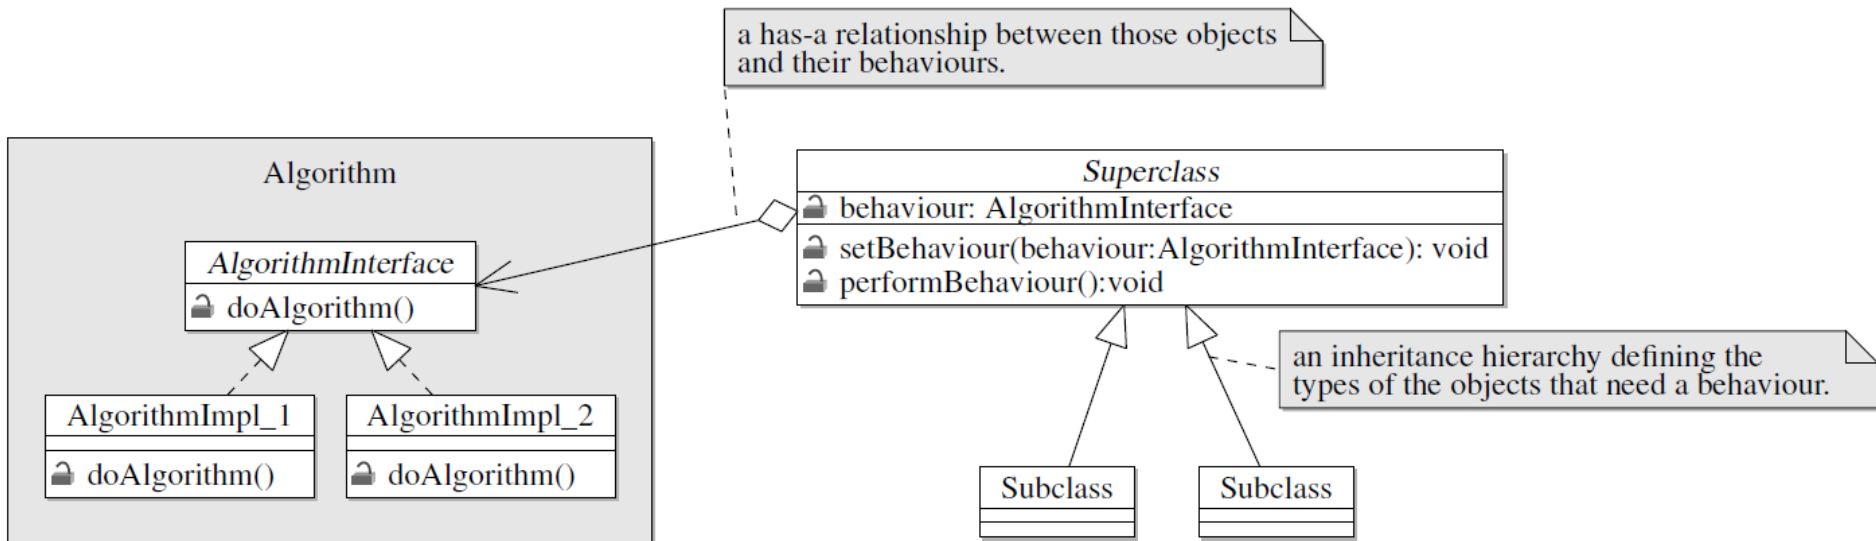 a has-a relationship between those objects
and their behaviours.
Algorithm
AlgorithmInterface
doAlgorithm()
AlgorithmImpl_1
doAlgorithm()
AlgorithmImpl_2
doAlgorithm()
Superclass
behaviour: AlgorithmInterface
setBehaviour(behaviour:AlgorithmInterface): void
performBehaviour():void
an inheritance hierarchy defining the
types of the objects that need a behaviour.
Subclass
Subclass